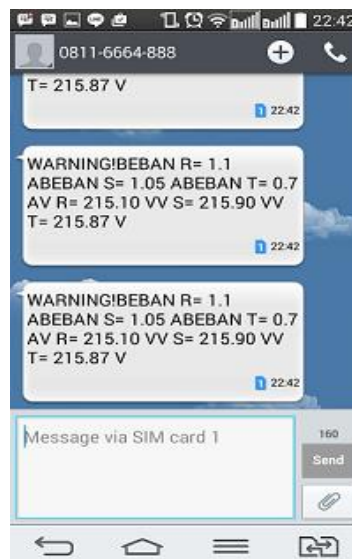 22:42
0811-6664-888
T= 215.87 V
1 22:42
WARNING!BEBAN R= 1.1
ABEBAN S= 1.05 ABEBAN T= 0.7
AV R= 215.10 VV S= 215.90 VV
T= 215.87 V
1 22:42
WARNING!BEBAN R= 1.1
ABEBAN S= 1.05 ABEBAN T= 0.7
AV R= 215.10 VV S= 215.90 VV
T= 215.87 V
1 22:42
Message via SIM card 1
160
Send